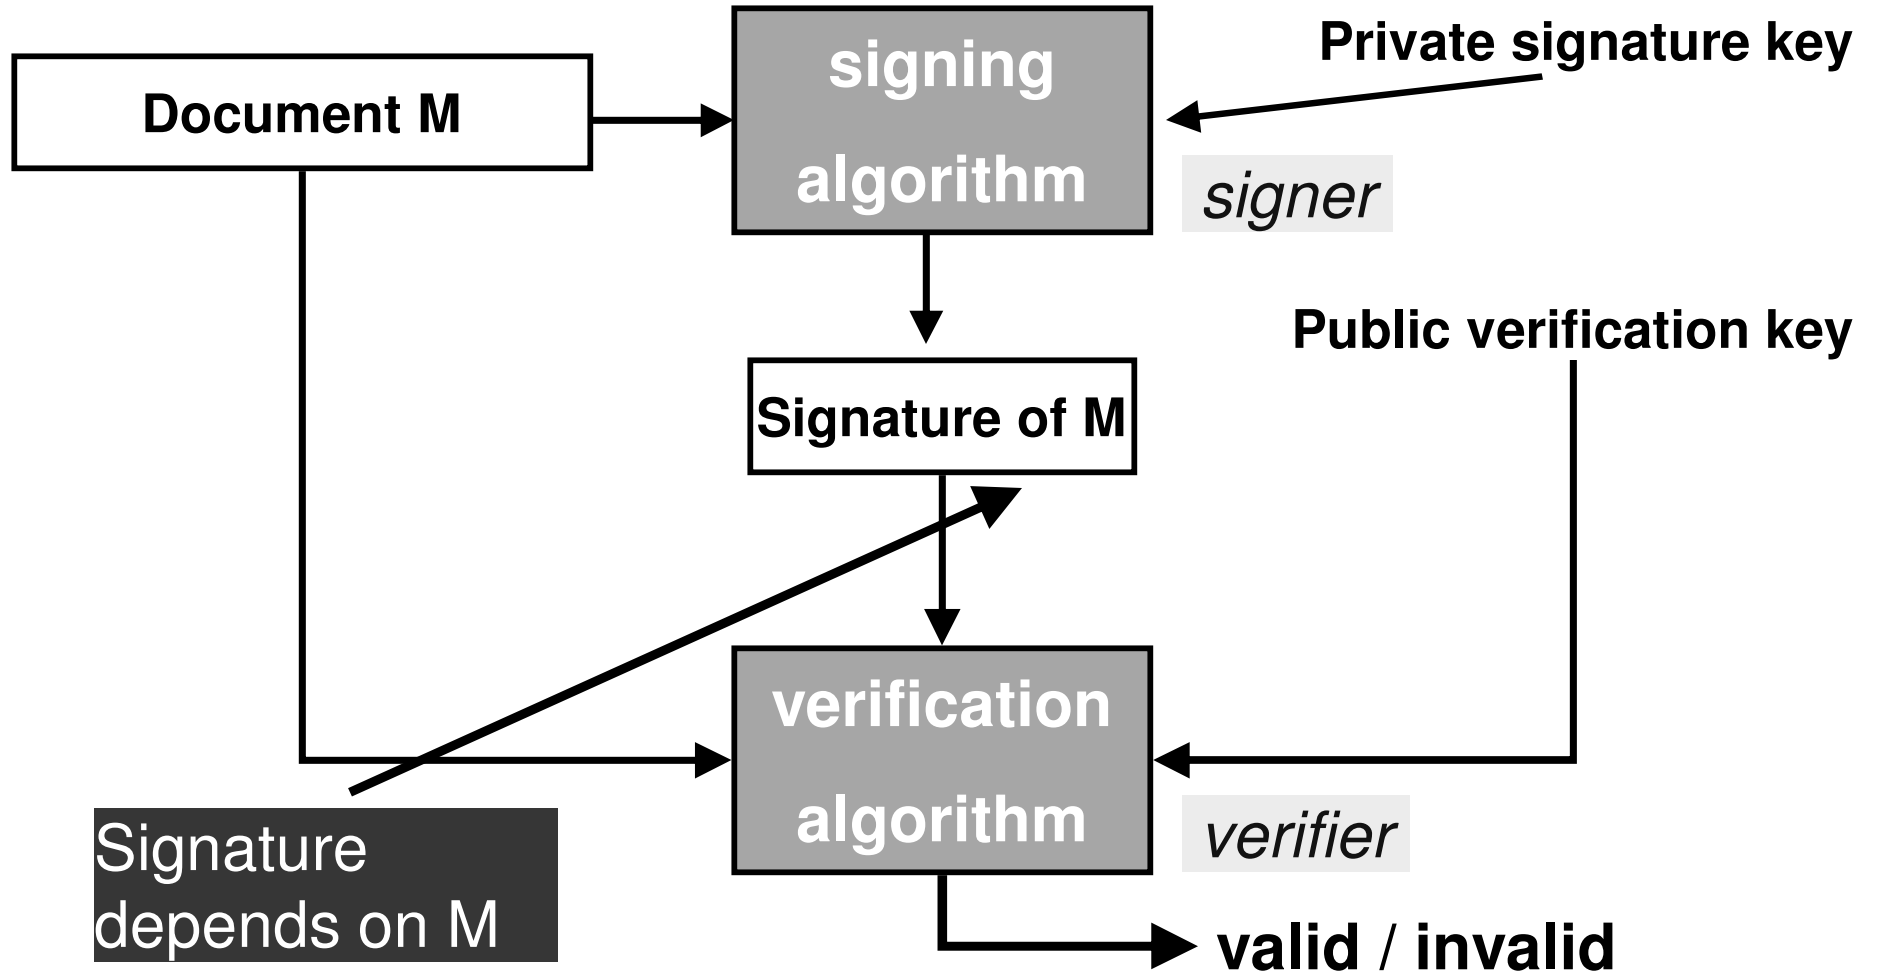 signing
algorithm
Private signature key
Document M
signer
Public verification key
Signature of M
verification
algorithm
verifier
Signature
depends on M
valid / invalid